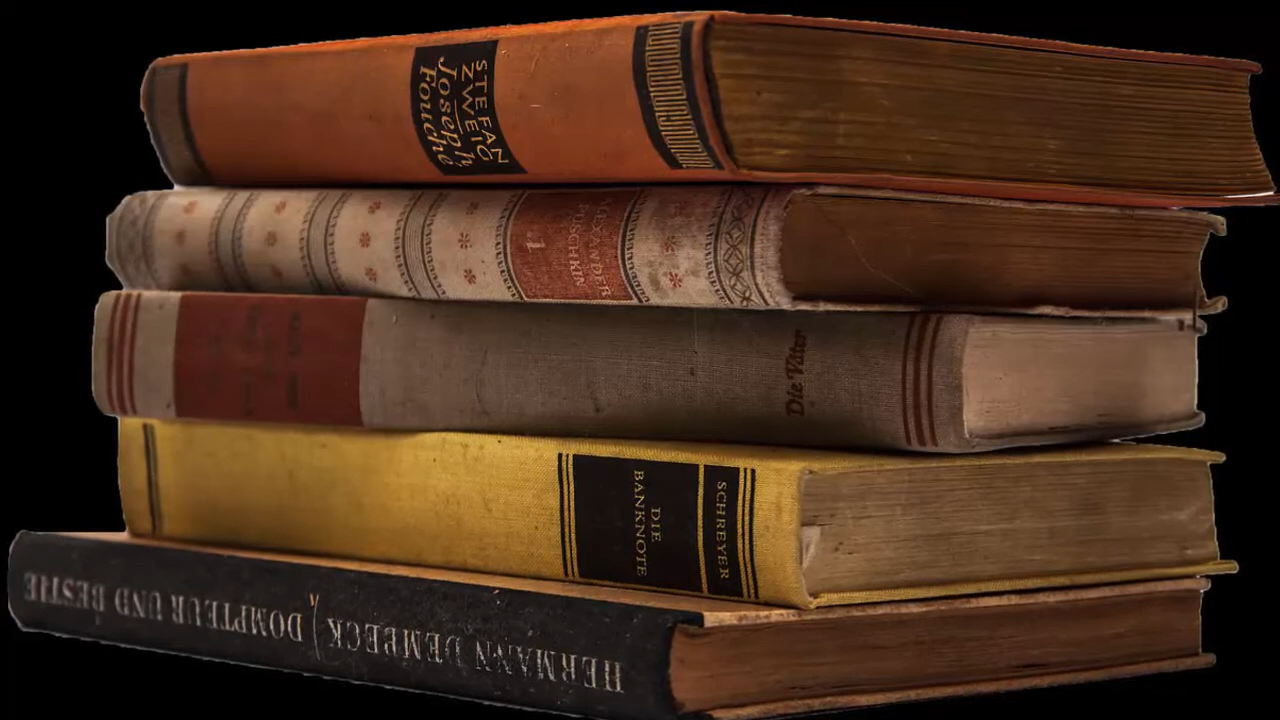 STEFAN
ZWEIG
Joseph
Fouché
ALEXANDER
PUSCHKIN
1
Die Väter
SCHREYER
DIE
BANKNOTE
HERMANN DEMBECK / DOMPTEUR UND BESTIE